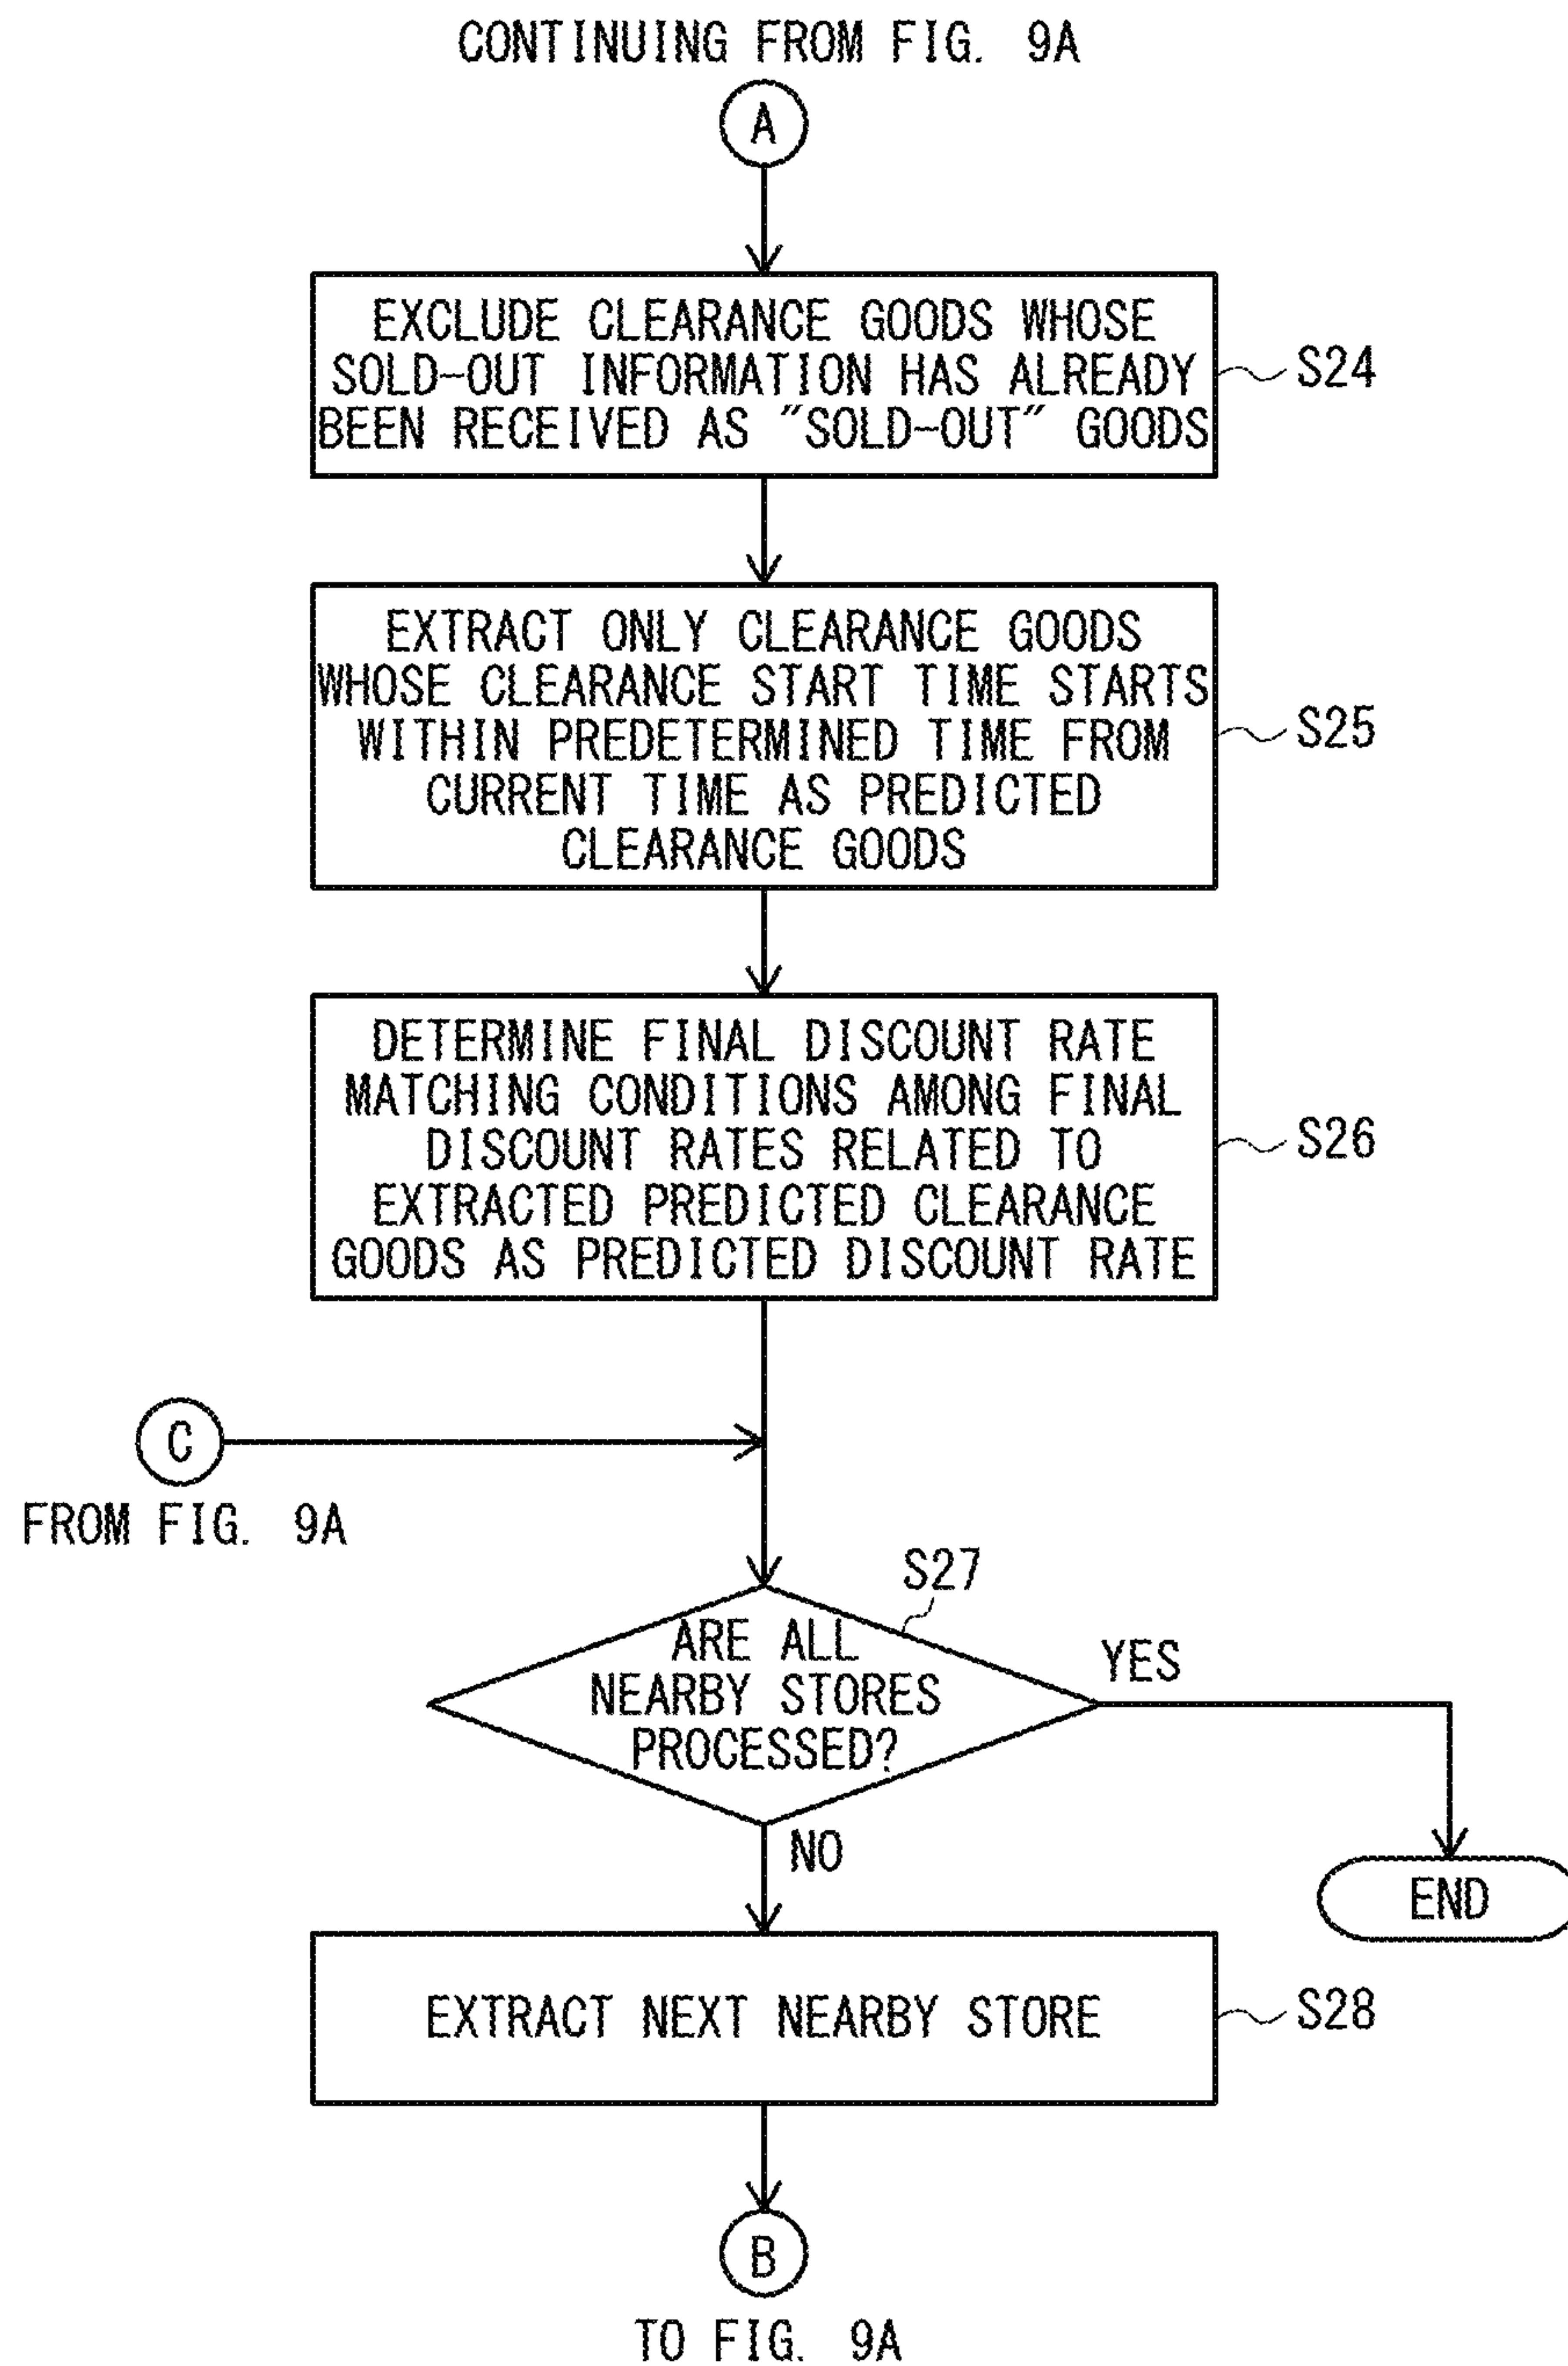 CONTINUING FROM FIG. 9A
A
EXCLUDE CLEARANCE GOODS WHOSE
SOLD-OUT INFORMATION HAS ALREADY
BEEN RECEIVED AS "SOLD-OUT" GOODS
S24
EXTRACT ONLY CLEARANCE GOODS
WHOSE CLEARANCE START TIME STARTS
WITHIN PREDETERMINED TIME FROM
CURRENT TIME AS PREDICTED
CLEARANCE GOODS
S25
DETERMINE FINAL DISCOUNT RATE
MATCHING CONDITIONS AMONG FINAL
DISCOUNT RATES RELATED TO
EXTRACTED PREDICTED CLEARANCE
GOODS AS PREDICTED DISCOUNT RATE
S26
C
FROM FIG. 9A
S27
ARE ALL
NEARBY STORES
PROCESSED?
YES
NO
END
EXTRACT NEXT NEARBY STORE
S28
B
TO FIG. 9A